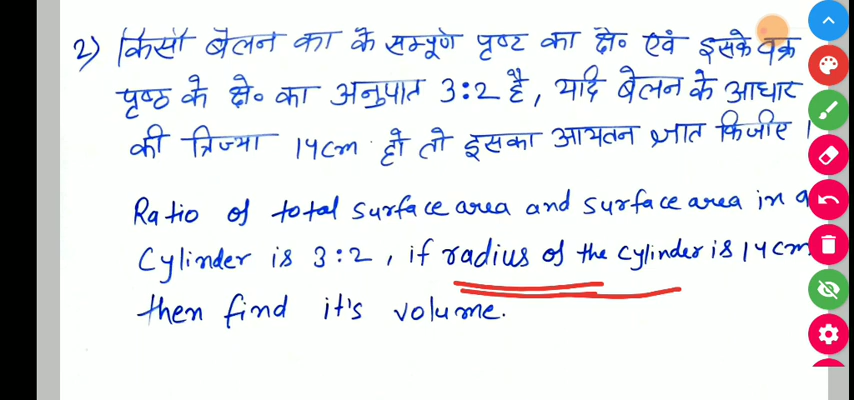 2) किसी बेलन का के सम्पूर्ण पृष्ट का क्षे० एवं इसके वक्र
पृष्ठ के क्षे० का अनुपात 3:2 है, यदि बेलन के आधार
की त्रिज्या 14cm हो तो इसका आयतन ज्ञात किजीए ।
Ratio of total surface area and surface area in a
Cylinder is 3:2, if radius of the cylinder is 14cm
then find it's volume.